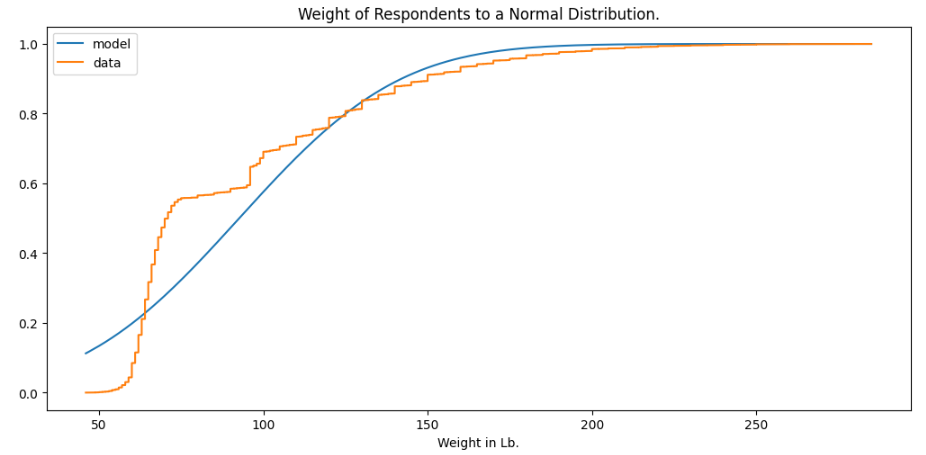 Weight of Respondents to a Normal Distribution.
model
data
1.0
0.8
0.6
0.4
0.2
0.0
50 100 150 200 250
Weight in Lb.